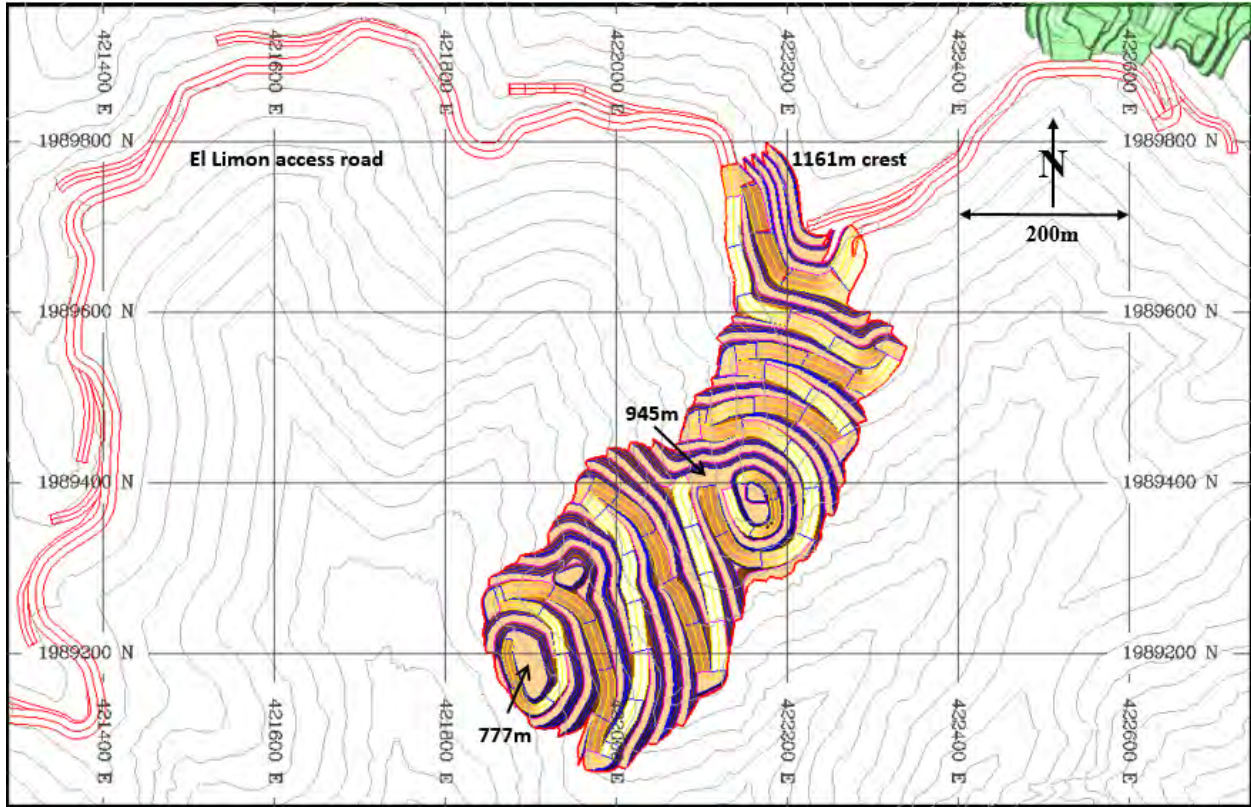 421400 E
421600 E
421800 E
422000 E
422200 E
422400 E
422600 E
1989800 N
El Limon access road
1161m crest
1989800 N
N
200m
1989600 N
1989600 N
945m
1989400 N
1989400 N
1989200 N
1989200 N
777m
421400 E
421600 E
421800 E
422000 E
422200 E
422400 E
422600 E